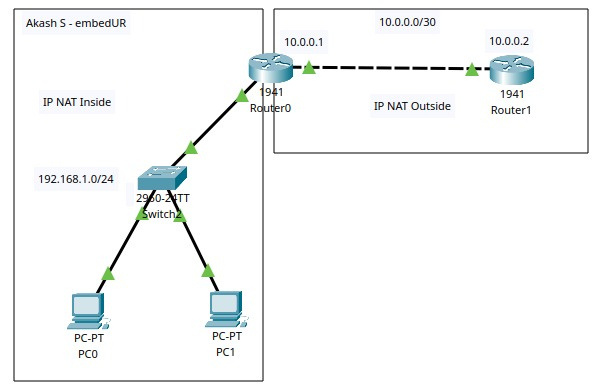 Akash S - embedUR
10.0.0.0/30
10.0.0.1
10.0.0.2
1941
Router0
1941
Router1
IP NAT Inside
IP NAT Outside
192.168.1.0/24
2960-24TT
Switch2
PC-PT
PC0
PC-PT
PC1